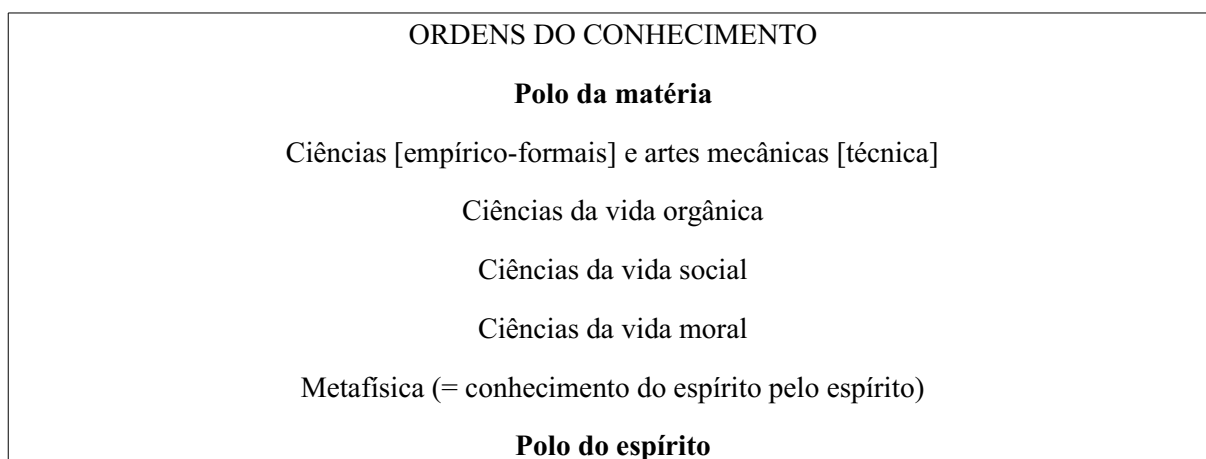 ORDENS DO CONHECIMENTO
Polo da matéria
Ciências [empírico-formais] e artes mecânicas [técnica]
Ciências da vida orgânica
Ciências da vida social
Ciências da vida moral
Metafísica (= conhecimento do espírito pelo espírito)
Polo do espírito